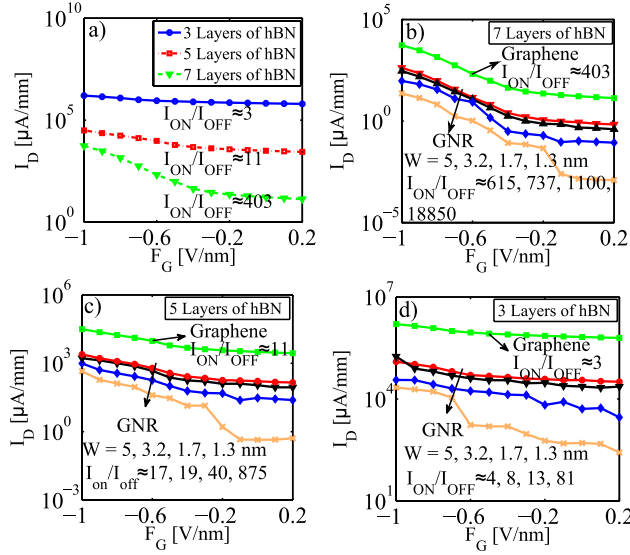 a)
3 Layers of hBN
5 Layers of hBN
7 Layers of hBN
I_ON/I_OFF≈3
I_ON/I_OFF≈11
I_ON/I_OFF≈403
I_D [µA/mm]
10^10
10^5
10^0
−1 −0.6 −0.2 0.2
F_G [V/nm]
b)
7 Layers of hBN
Graphene
I_ON/I_OFF≈403
GNR
W = 5, 3.2, 1.7, 1.3 nm
I_ON/I_OFF≈615, 737, 1100,
18850
I_D [µA/mm]
10^5
10^0
10^−5
−1 −0.6 −0.2 0.2
F_G [V/nm]
c)
5 Layers of hBN
Graphene
I_ON/I_OFF≈11
GNR
W = 5, 3.2, 1.7, 1.3 nm
I_on/I_off≈17, 19, 40, 875
I_D [µA/mm]
10^6
10^3
10^0
10^−3
−1 −0.6 −0.2 0.2
F_G [V/nm]
d)
3 Layers of hBN
Graphene
I_ON/I_OFF≈3
GNR
W = 5, 3.2, 1.7, 1.3 nm
I_ON/I_OFF≈4, 8, 13, 81
I_D [µA/mm]
10^7
10^4
10^1
−1 −0.6 −0.2 0.2
F_G [V/nm]